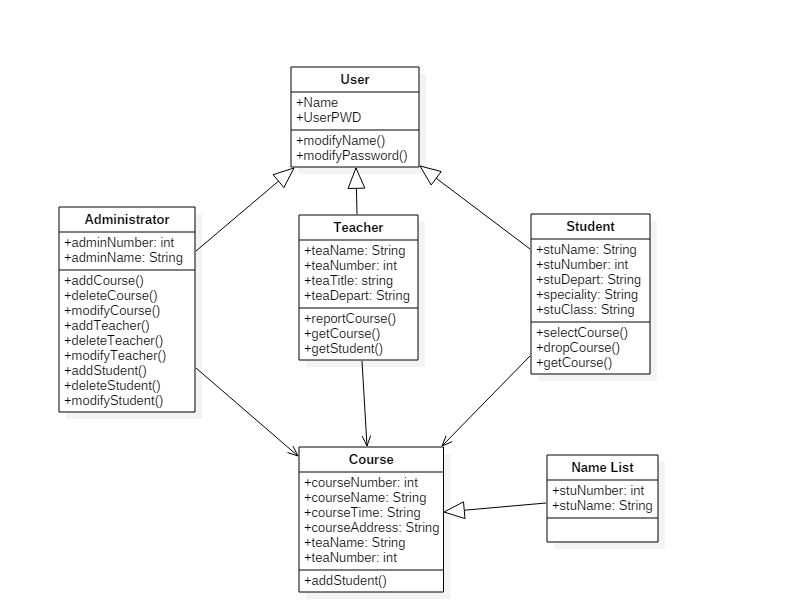 User
+Name
+UserPWD
+modifyName()
+modifyPassword()
Administrator
+adminNumber: int
+adminName: String
+addCourse()
+deleteCourse()
+modifyCourse()
+addTeacher()
+deleteTeacher()
+modifyTeacher()
+addStudent()
+deleteStudent()
+modifyStudent()
Teacher
+teaName: String
+teaNumber: int
+teaTitle: string
+teaDepart: String
+reportCourse()
+getCourse()
+getStudent()
Student
+stuName: String
+stuNumber: int
+stuDepart: String
+speciality: String
+stuClass: String
+selectCourse()
+dropCourse()
+getCourse()
Course
+courseNumber: int
+courseName: String
+courseTime: String
+courseAddress: String
+teaName: String
+teaNumber: int
+addStudent()
Name List
+stuNumber: int
+stuName: String